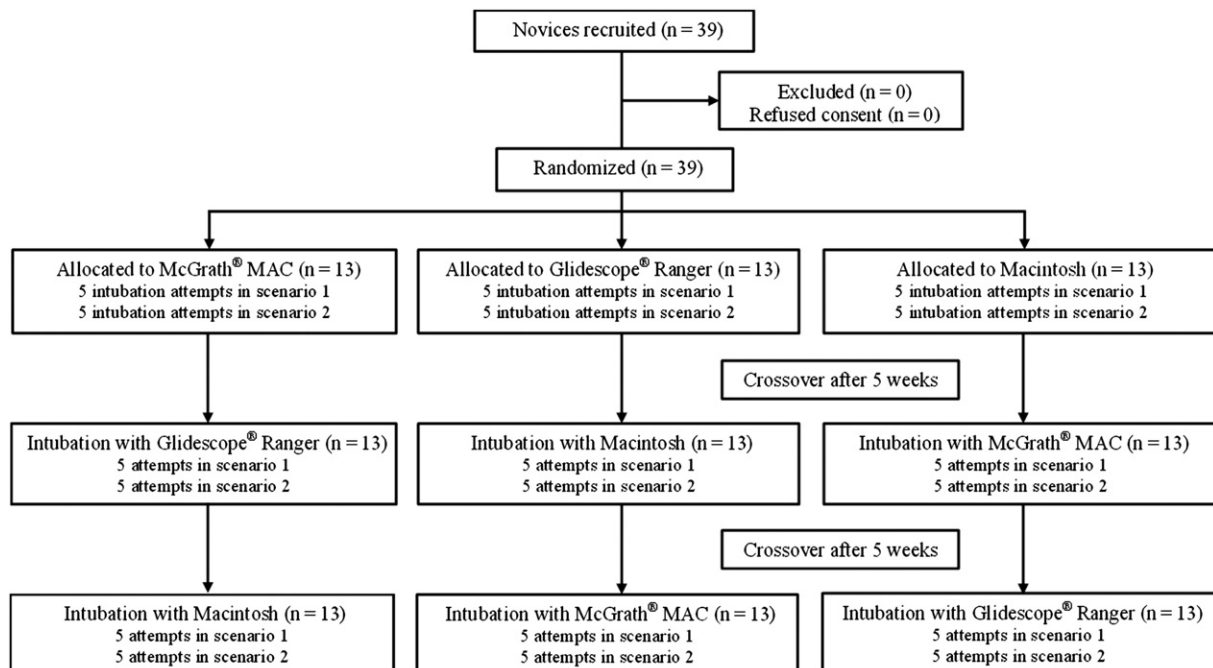 Novices recruited (n = 39)
Excluded (n = 0)
Refused consent (n = 0)
Randomized (n = 39)
Allocated to McGrath® MAC (n = 13)
5 intubation attempts in scenario 1
5 intubation attempts in scenario 2
Allocated to Glidescope® Ranger (n = 13)
5 intubation attempts in scenario 1
5 intubation attempts in scenario 2
Allocated to Macintosh (n = 13)
5 intubation attempts in scenario 1
5 intubation attempts in scenario 2
Crossover after 5 weeks
Intubation with Glidescope® Ranger (n = 13)
5 attempts in scenario 1
5 attempts in scenario 2
Intubation with Macintosh (n = 13)
5 attempts in scenario 1
5 attempts in scenario 2
Intubation with McGrath® MAC (n = 13)
5 attempts in scenario 1
5 attempts in scenario 2
Crossover after 5 weeks
Intubation with Macintosh (n = 13)
5 attempts in scenario 1
5 attempts in scenario 2
Intubation with McGrath® MAC (n = 13)
5 attempts in scenario 1
5 attempts in scenario 2
Intubation with Glidescope® Ranger (n = 13)
5 attempts in scenario 1
5 attempts in scenario 2